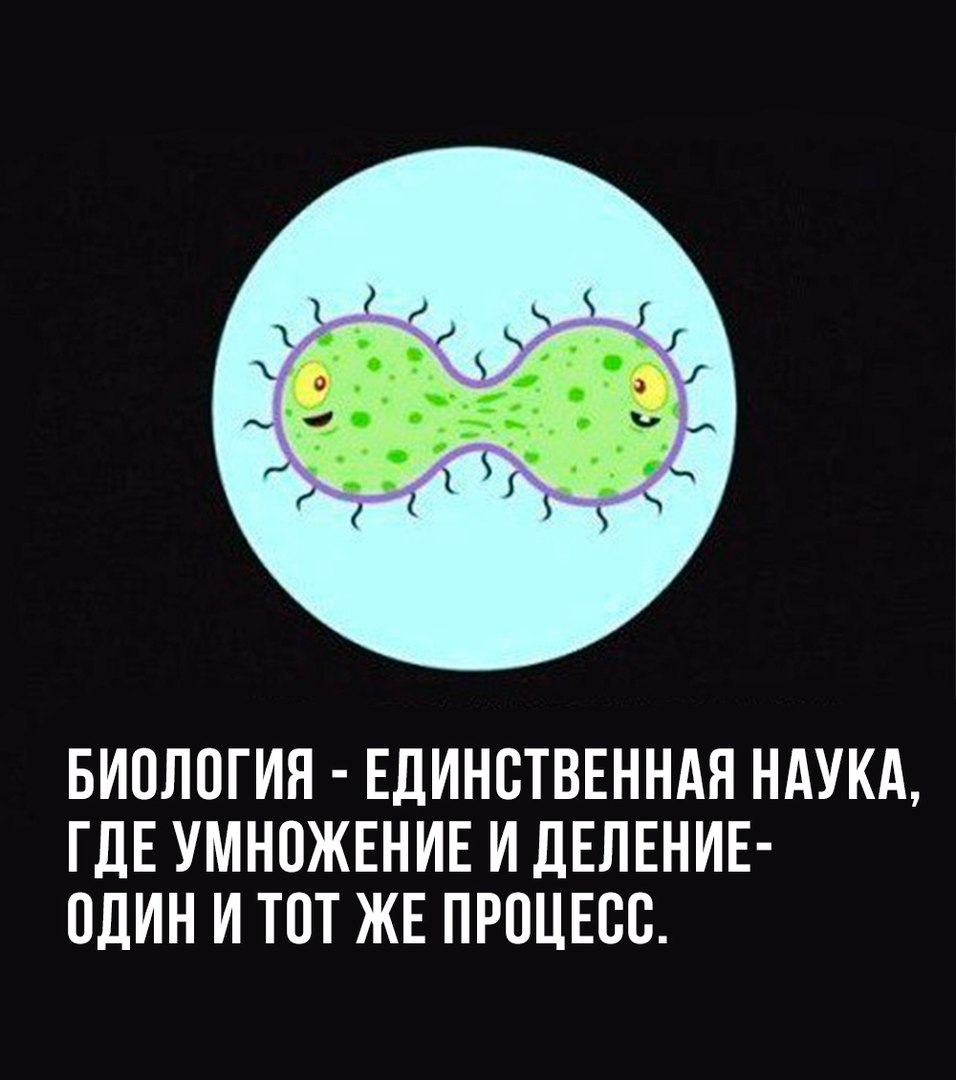 БИОЛОГИЯ - ЕДИНСТВЕННАЯ НАУКА,
ГДЕ УМНОЖЕНИЕ И ДЕЛЕНИЕ-
ОДИН И ТОТ ЖЕ ПРОЦЕСС.